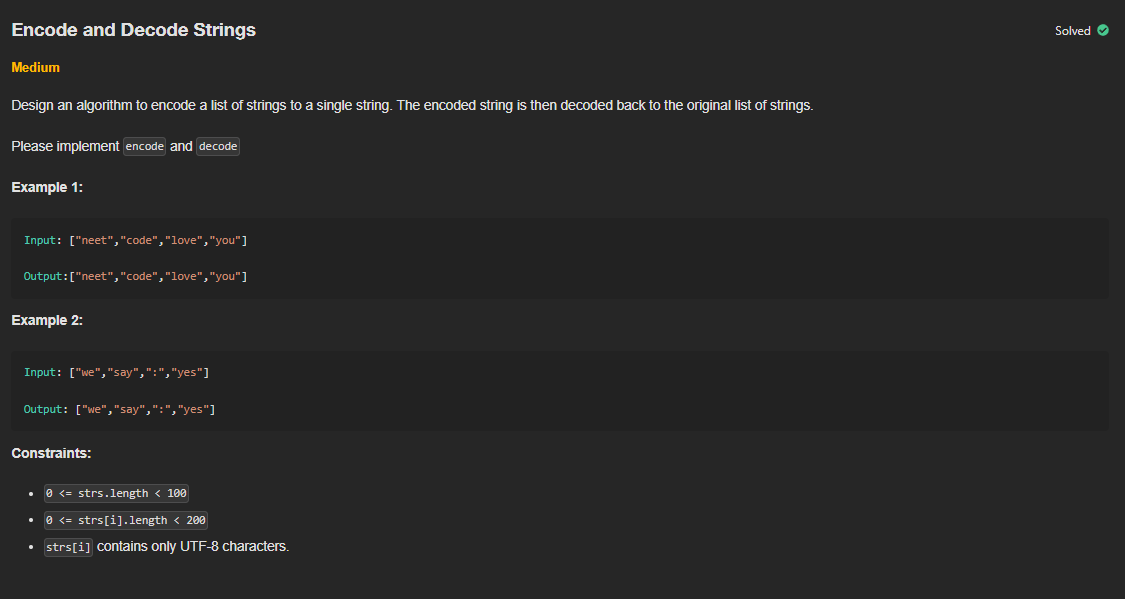 Encode and Decode Strings
Solved
Medium
Design an algorithm to encode a list of strings to a single string. The encoded string is then decoded back to the original list of strings.
Please implement encode and decode
Example 1:
Input: ["neet","code","love","you"]
Output:["neet","code","love","you"]
Example 2:
Input: ["we","say",":","yes"]
Output: ["we","say",":","yes"]
Constraints:
• 0 <= strs.length < 100
• 0 <= strs[i].length < 200
• strs[i] contains only UTF-8 characters.